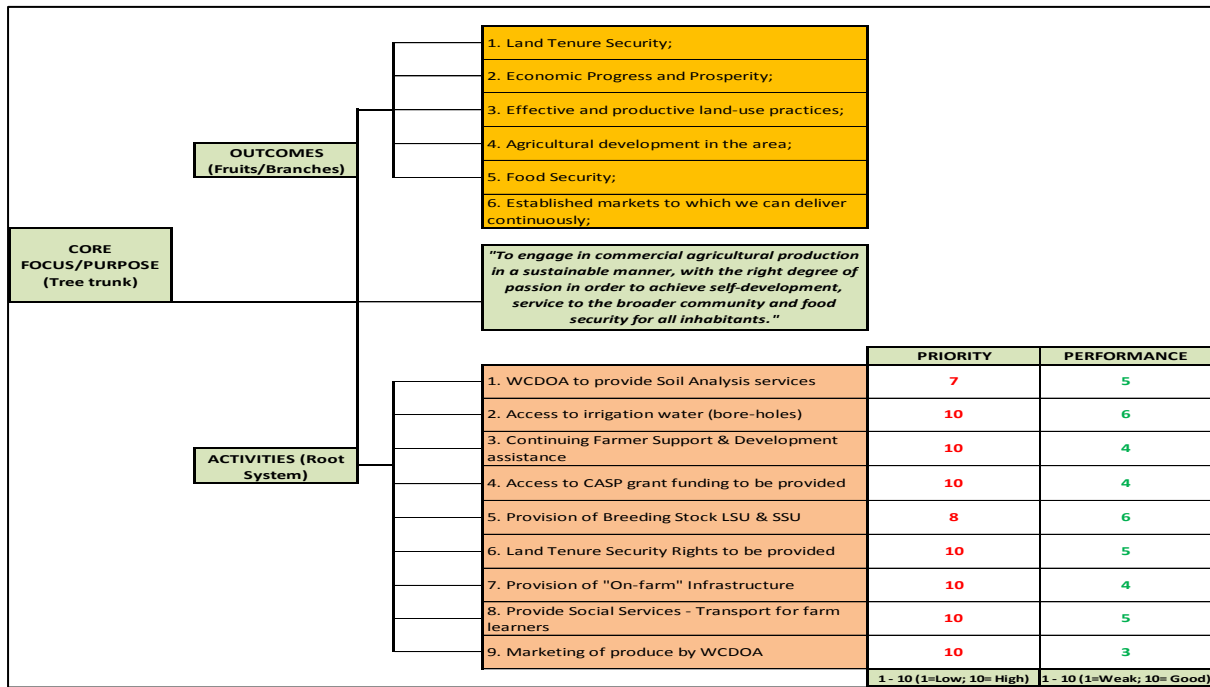 1. Land Tenure Security;
2. Economic Progress and Prosperity;
3. Effective and productive land-use practices;
OUTCOMES
(Fruits/Branches)
4. Agricultural development in the area;
5. Food Security;
6. Established markets to which we can deliver
continuously;
CORE
FOCUS/PURPOSE
(Tree trunk)
"To engage in commercial agricultural production
in a sustainable manner, with the right degree of
passion in order to achieve self-development,
service to the broader community and food
security for all inhabitants."
PRIORITY PERFORMANCE
1. WCDOA to provide Soil Analysis services 7 5
2. Access to irrigation water (bore-holes) 10 6
3. Continuing Farmer Support & Development
assistance 10 4
ACTIVITIES (Root
System)
4. Access to CASP grant funding to be provided 10 4
5. Provision of Breeding Stock LSU & SSU 8 6
6. Land Tenure Security Rights to be provided 10 5
7. Provision of "On-farm" Infrastructure 10 4
8. Provide Social Services - Transport for farm
learners 10 5
9. Marketing of produce by WCDOA 10 3
1 - 10 (1=Low; 10= High) 1 - 10 (1=Weak; 10= Good)